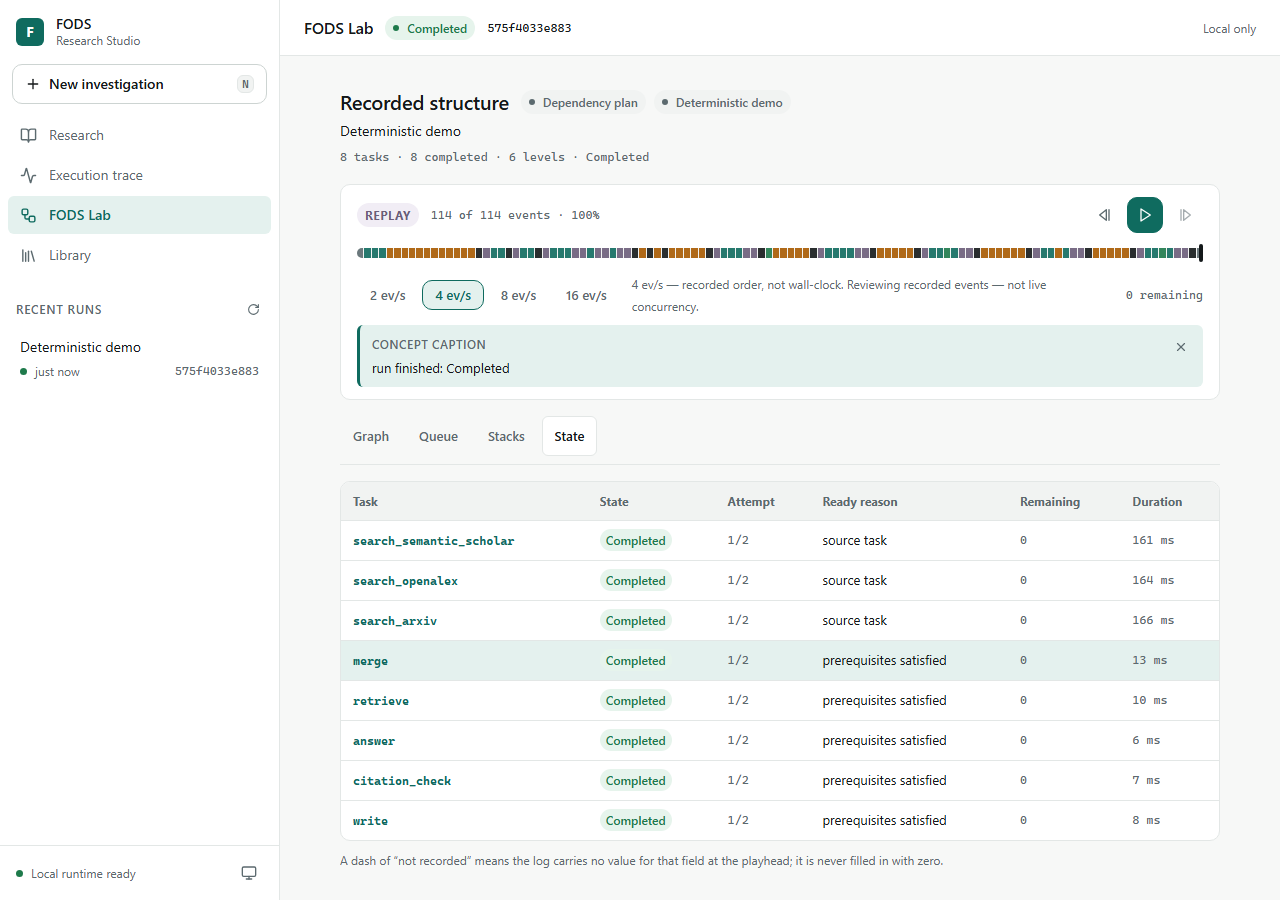 F
FODS
Research Studio
New investigation N
Research
Execution trace
FODS Lab
Library
RECENT RUNS
Deterministic demo
just now 575f4033e883
Local runtime ready
FODS Lab Completed 575f4033e883 Local only
Recorded structure Dependency plan Deterministic demo
Deterministic demo
8 tasks · 8 completed · 6 levels · Completed
REPLAY 114 of 114 events · 100%
2 ev/s 4 ev/s 8 ev/s 16 ev/s 4 ev/s — recorded order, not wall-clock. Reviewing recorded events — not live
concurrency. 0 remaining
CONCEPT CAPTION
run finished: Completed
Graph Queue Stacks State
Task State Attempt Ready reason Remaining Duration
search_semantic_scholar Completed 1/2 source task 0 161 ms
search_openalex Completed 1/2 source task 0 164 ms
search_arxiv Completed 1/2 source task 0 166 ms
merge Completed 1/2 prerequisites satisfied 0 13 ms
retrieve Completed 1/2 prerequisites satisfied 0 10 ms
answer Completed 1/2 prerequisites satisfied 0 6 ms
citation_check Completed 1/2 prerequisites satisfied 0 7 ms
write Completed 1/2 prerequisites satisfied 0 8 ms
A dash of “not recorded” means the log carries no value for that field at the playhead; it is never filled in with zero.